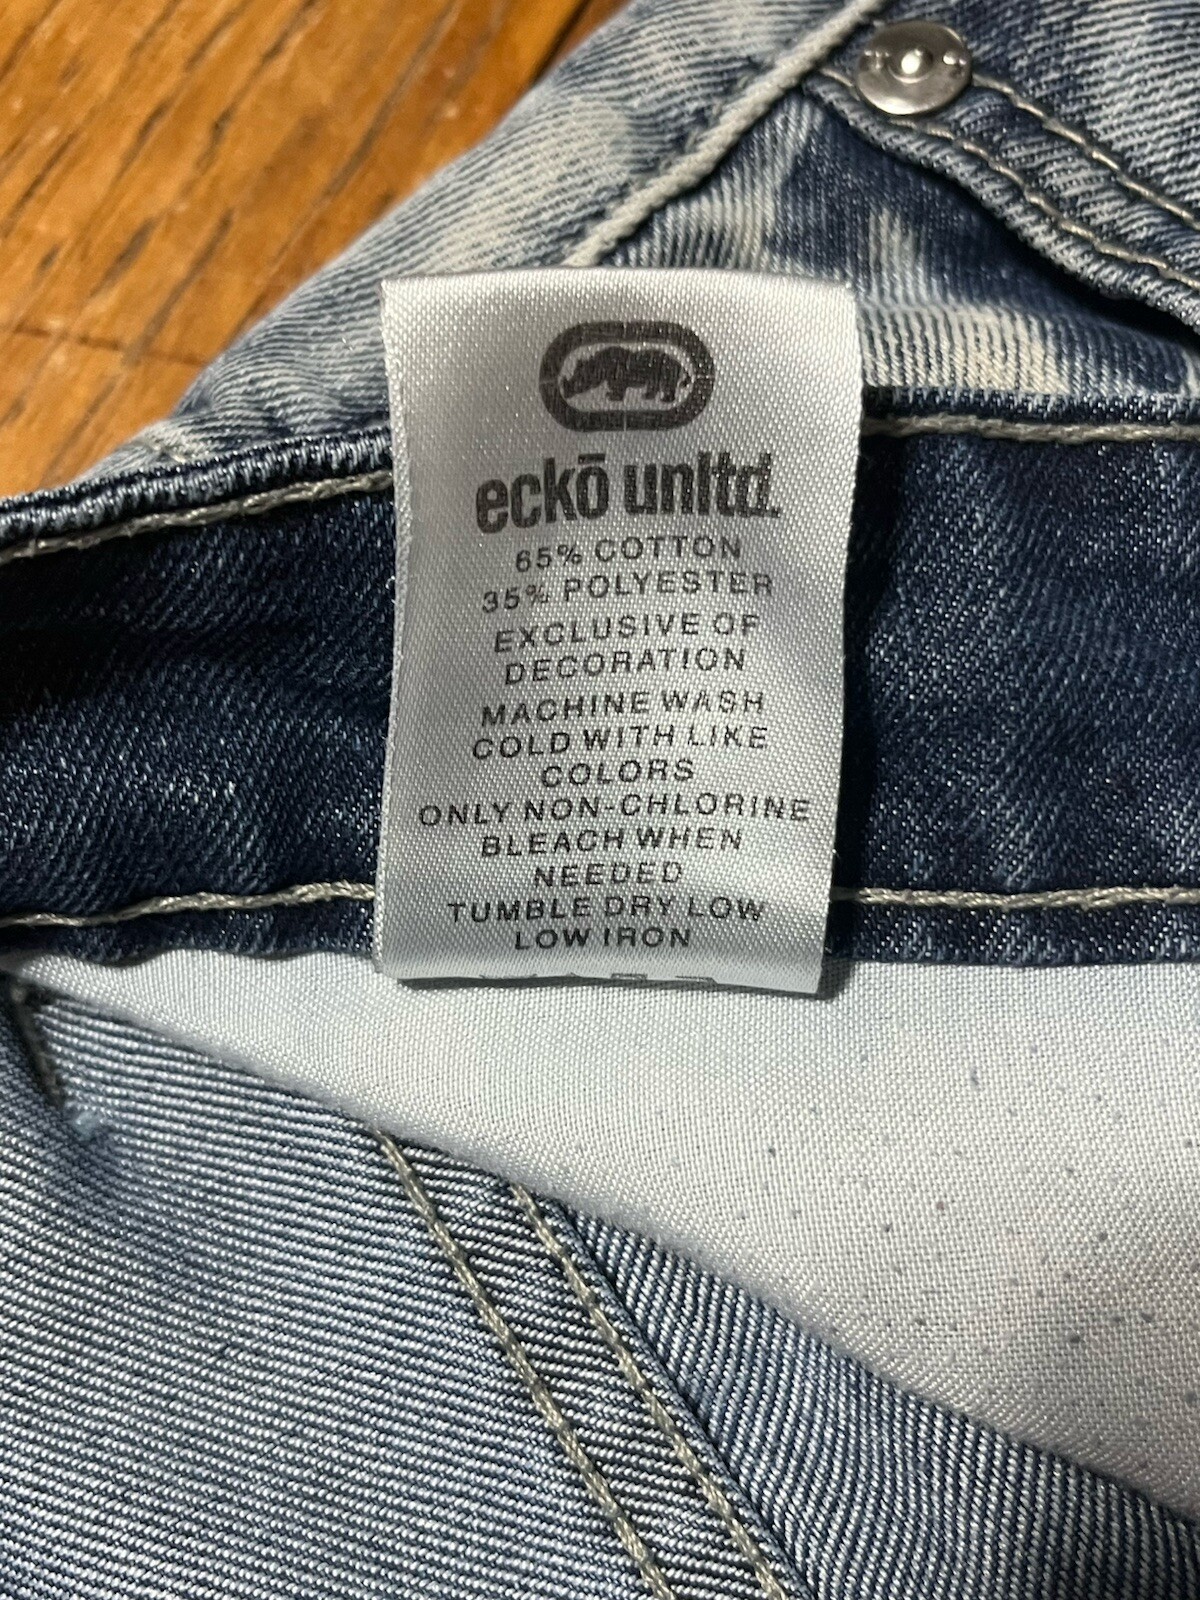 eckō unltd.
65% COTTON
35% POLYESTER
EXCLUSIVE OF
DECORATION
MACHINE WASH
COLD WITH LIKE
COLORS
ONLY NON-CHLORINE
BLEACH WHEN
NEEDED
TUMBLE DRY LOW
LOW IRON